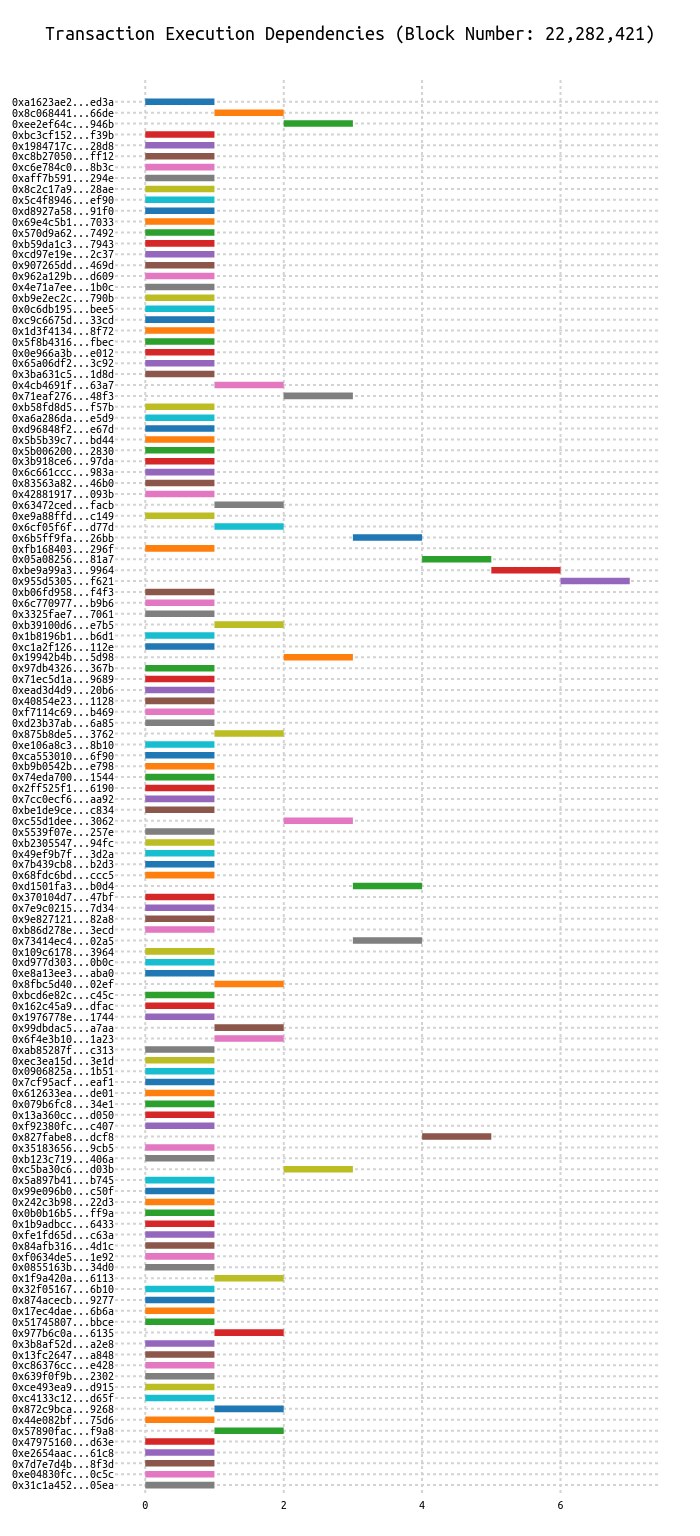 Transaction Execution Dependencies (Block Number: 22,282,421)
0xa1623ae2...ed3a
0x8c068441...66de
0xee2ef64c...946b
0xbc3cf152...f39b
0x1984717c...28d8
0xc8b27050...ff12
0xc6e784c0...8b3c
0xaff7b591...294e
0x8c2c17a9...28ae
0x5c4f8946...ef90
0xd8927a58...91f0
0x69e4c5b1...7033
0x570d9a62...7492
0xb59da1c3...7943
0xcd97e19e...2c37
0x907265dd...469d
0x962a129b...d609
0x4e71a7ee...1b0c
0xb9e2ec2c...790b
0x0c6db195...bee5
0xc9c6675d...33cd
0x1d3f4134...8f72
0x5f8b4316...fbec
0x0e966a3b...e012
0x65a06df2...3c92
0x3ba631c5...1d8d
0x4cb4691f...63a7
0x71eaf276...48f3
0xb58fd8d5...f57b
0xa6a286da...e5d9
0xd96848f2...e67d
0x5b5b39c7...bd44
0x5b006200...2830
0x3b918ce6...97da
0x6c661ccc...983a
0x83563a82...46b0
0x42881917...093b
0x63472ced...facb
0xe9a88ffd...c149
0x6cf05f6f...d77d
0x6b5ff9fa...26bb
0xfb168403...296f
0x05a08256...81a7
0xbe9a99a3...9964
0x955d5305...f621
0xb06fd958...f4f3
0x6c770977...b9b6
0x3325fae7...7061
0xb39100d6...e7b5
0x1b8196b1...b6d1
0xc1a2f126...112e
0x19942b4b...5d98
0x97db4326...367b
0x71ec5d1a...9689
0xead3d4d9...20b6
0x40854e23...1128
0xf7114c69...b469
0xd23b37ab...6a85
0x875b8de5...3762
0xe106a8c3...8b10
0xca553010...6f90
0xb9b0542b...e798
0x74eda700...1544
0x2ff525f1...6190
0x7cc0ecf6...aa92
0xbe1de9ce...c834
0xc55d1dee...3062
0x5539f07e...257e
0xb2305547...94fc
0x49ef9b7f...3d2a
0x7b439cb8...b2d3
0x68fdc6bd...ccc5
0xd1501fa3...b0d4
0x370104d7...47bf
0x7e9c0215...7d34
0x9e827121...82a8
0xb86d278e...3ecd
0x73414ec4...02a5
0x109c6178...3964
0xd977d303...0b0c
0xe8a13ee3...aba0
0x8fbc5d40...02ef
0xbcd6e82c...c45c
0x162c45a9...dfac
0x1976778e...1744
0x99dbdac5...a7aa
0x6f4e3b10...1a23
0xab85287f...c313
0xec3ea15d...3e1d
0x0906825a...1b51
0x7cf95acf...eaf1
0x612633ea...de01
0x079b6fc8...34e1
0x13a360cc...d050
0xf92380fc...c407
0x827fabe8...dcf8
0x35183656...9cb5
0xb123c719...406a
0xc5ba30c6...d03b
0x5a897b41...b745
0x99e096b0...c50f
0x242c3b98...22d3
0x0b0b16b5...ff9a
0x1b9adbcc...6433
0xfe1fd65d...c63a
0x84afb316...4d1c
0xf0634de5...1e92
0x0855163b...34d0
0x1f9a420a...6113
0x32f05167...6b10
0x874acecb...9277
0x17ec4dae...6b6a
0x51745807...bbce
0x977b6c0a...6135
0x3b8af52d...a2e8
0x13fc2647...a848
0xc86376cc...e428
0x639f0f9b...2302
0xce493ea9...d915
0xc4133c12...d65f
0x872c9bca...9268
0x44e082bf...75d6
0x57890fac...f9a8
0x47975160...d63e
0xe2654aac...61c8
0x7d7e7d4b...8f3d
0xe04830fc...0c5c
0x31c1a452...05ea
0 2 4 6